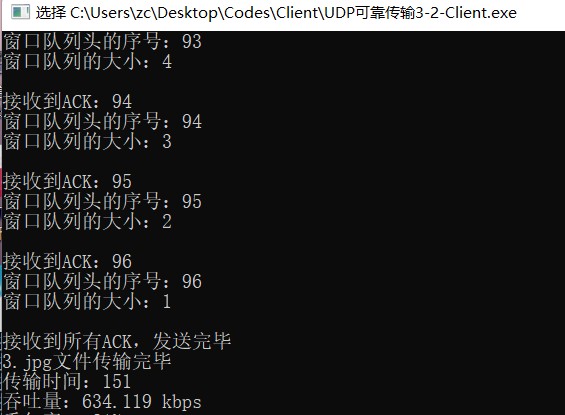 选择 C:\Users\zc\Desktop\Codes\Client\UDP可靠传输3-2-Client.exe
窗口队列头的序号：93
窗口队列的大小：4
接收到ACK：94
窗口队列头的序号：94
窗口队列的大小：3
接收到ACK：95
窗口队列头的序号：95
窗口队列的大小：2
接收到ACK：96
窗口队列头的序号：96
窗口队列的大小：1
接收到所有ACK，发送完毕
3.jpg文件传输完毕
传输时间：151
吞吐量：634.119 kbps